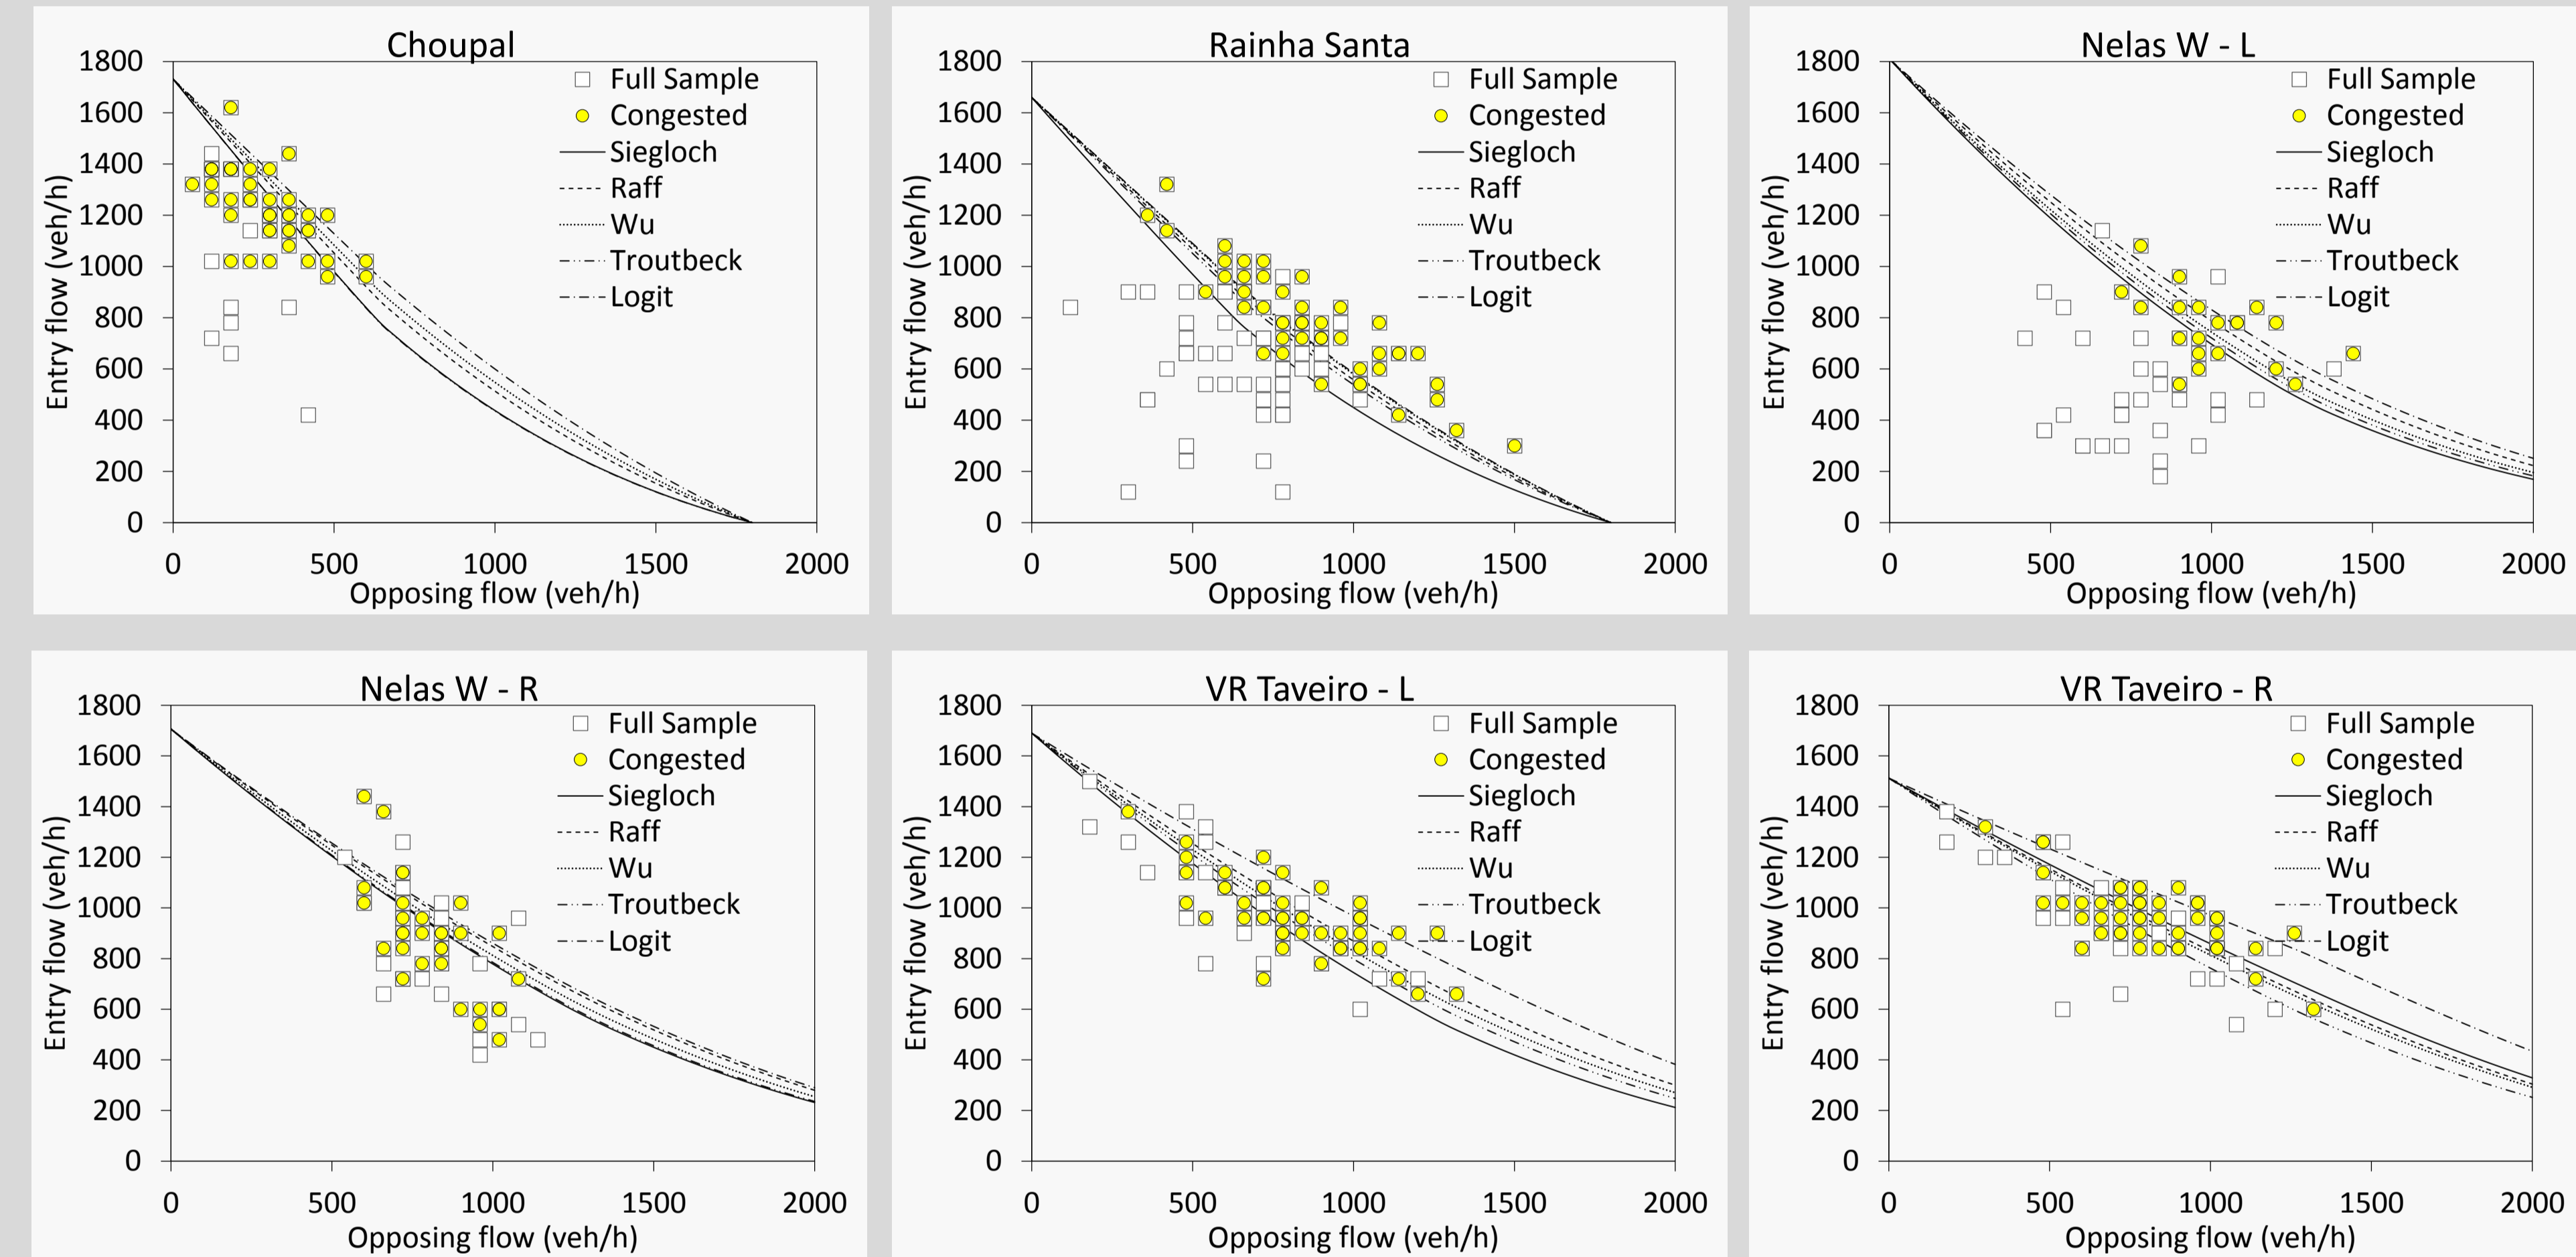 Choupal
1800
1600
1400
1200
1000
800
600
400
200
0
Entry flow (veh/h)
Full Sample
Congested
Siegloch
Raff
Wu
Troutbeck
Logit
0 500 1000 1500 2000
Opposing flow (veh/h)
Rainha Santa
1800
1600
1400
1200
1000
800
600
400
200
0
Entry flow (veh/h)
Full Sample
Congested
Siegloch
Raff
Wu
Troutbeck
Logit
0 500 1000 1500 2000
Opposing flow (veh/h)
Nelas W - L
1800
1600
1400
1200
1000
800
600
400
200
0
Entry flow (veh/h)
Full Sample
Congested
Siegloch
Raff
Wu
Troutbeck
Logit
0 500 1000 1500 2000
Opposing flow (veh/h)
Nelas W - R
1800
1600
1400
1200
1000
800
600
400
200
0
Entry flow (veh/h)
Full Sample
Congested
Siegloch
Raff
Wu
Troutbeck
Logit
0 500 1000 1500 2000
Opposing flow (veh/h)
VR Taveiro - L
1800
1600
1400
1200
1000
800
600
400
200
0
Entry flow (veh/h)
Full Sample
Congested
Siegloch
Raff
Wu
Troutbeck
Logit
0 500 1000 1500 2000
Opposing flow (veh/h)
VR Taveiro - R
1800
1600
1400
1200
1000
800
600
400
200
0
Entry flow (veh/h)
Full Sample
Congested
Siegloch
Raff
Wu
Troutbeck
Logit
0 500 1000 1500 2000
Opposing flow (veh/h)